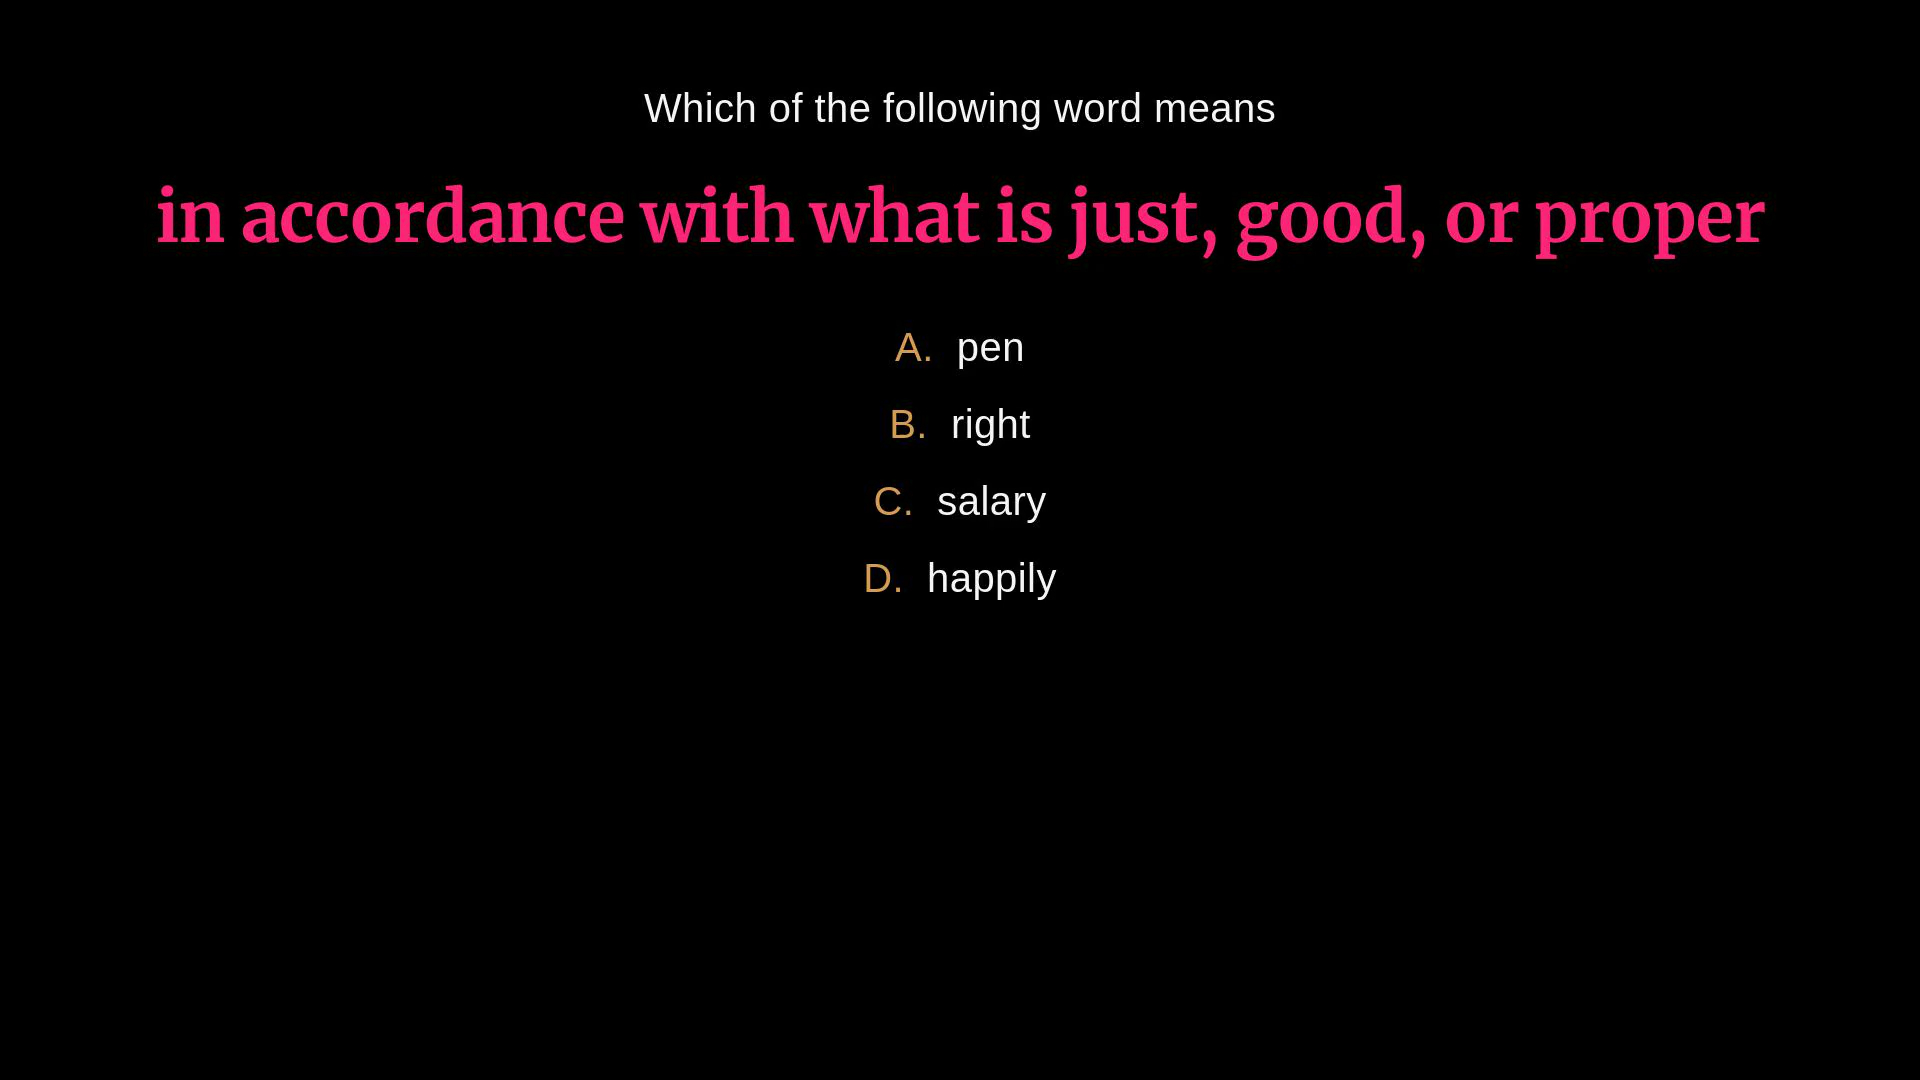 Which of the following word means
in accordance with what is just, good, or proper
A. pen
B. right
C. salary
D. happily